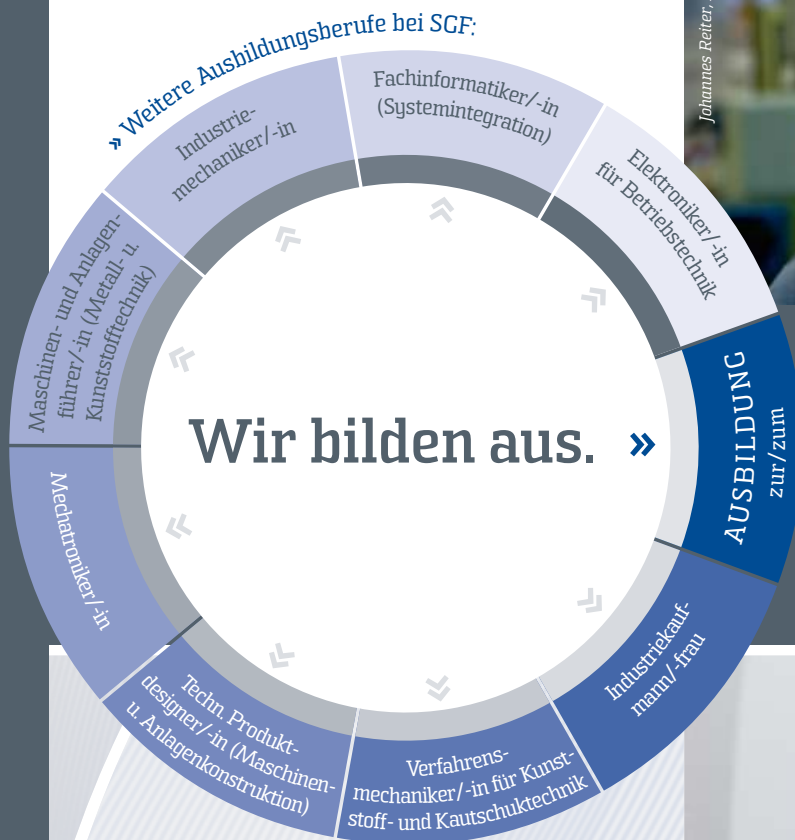 » Weitere Ausbildungsberufe bei SGF:
Johannes Reiter,
Fachinformatiker/-in
(Systemintegration)
Elektroniker/-in
für Betriebstechnik
AUSBILDUNG
zur/zum
Industriekauf-
mann/-frau
Verfahrens-
mechaniker/-in für Kunst-
stoff- und Kautschuktechnik
Techn. Produkt-
designer/-in (Maschinen-
u. Anlagenkonstruktion)
Mechatroniker/-in
Maschinen- und Anlagen-
führer/-in (Metall- u.
Kunststofftechnik)
Industrie-
mechaniker/-in
Wir bilden aus. »